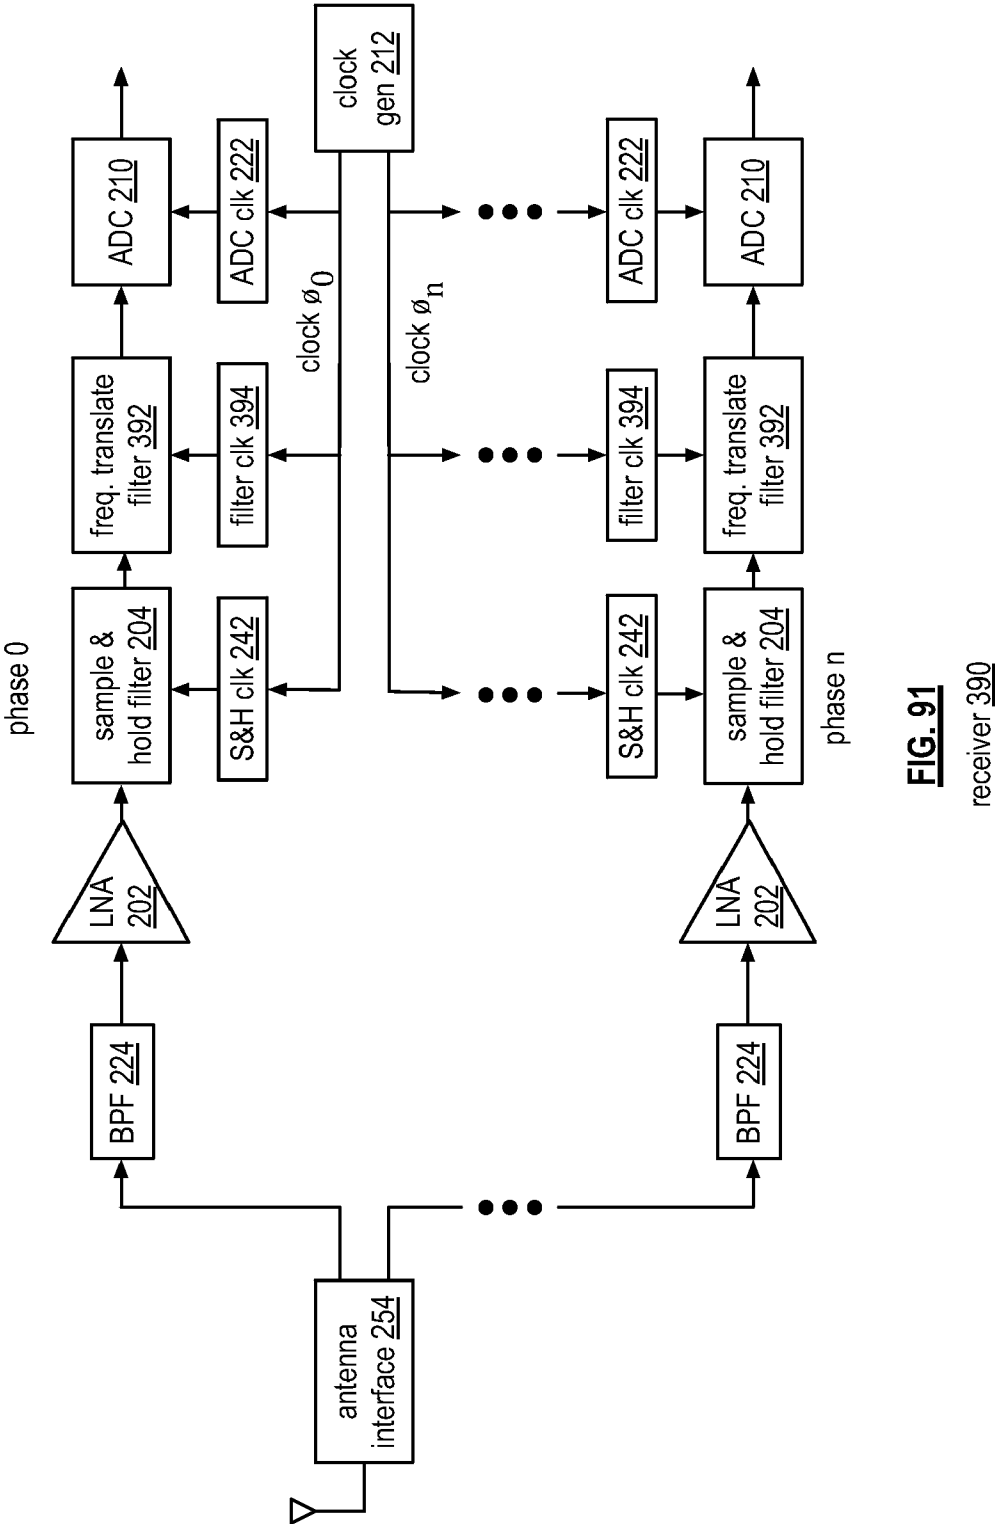 phase 0
antenna
interface 254
BPF 224
LNA
202
sample &
hold filter 204
freq. translate
filter 392
ADC 210
S&H clk 242
filter clk 394
ADC clk 222
clock ø0
clock
gen 212
clock øn
S&H clk 242
filter clk 394
ADC clk 222
BPF 224
LNA
202
sample &
hold filter 204
freq. translate
filter 392
ADC 210
phase n
FIG. 91
receiver 390